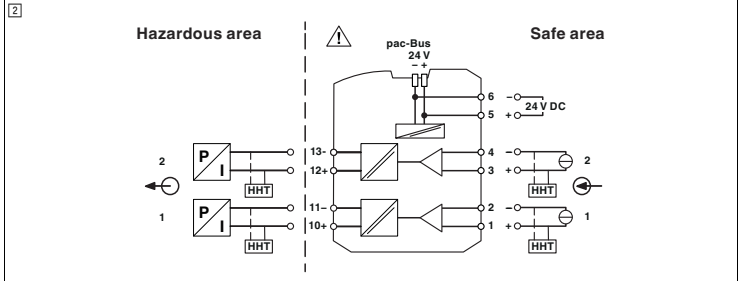 2
Hazardous area
Safe area
pac-Bus
24 V
– +
6 –
24 V DC
5 +
P
I
HHT
2
13-
12+
4 –
3 +
HHT
2
P
I
HHT
1
11–
10+
2 –
1 +
HHT
1